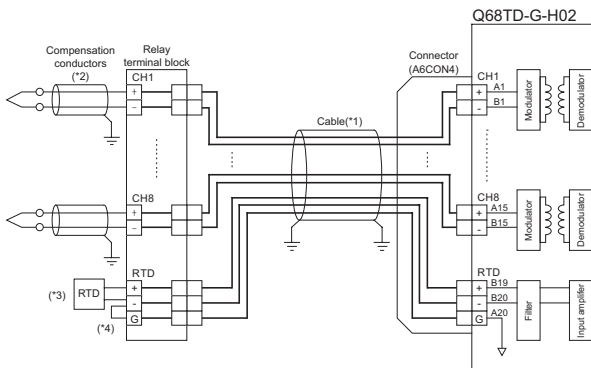 Q68TD-G-H02
Compensation
conductors
(*2)
Relay
terminal block
Connector
(A6CON4)
CH1
+
-
Cable(*1)
CH1
+ A1
- B1
Modulator
Demodulator
CH8
+
-
CH8
+ A15
- B15
Modulator
Demodulator
RTD
(*3) RTD
+
-
G
(*4)
RTD
+ B19
- B20
G A20
Filter
Input amplifer